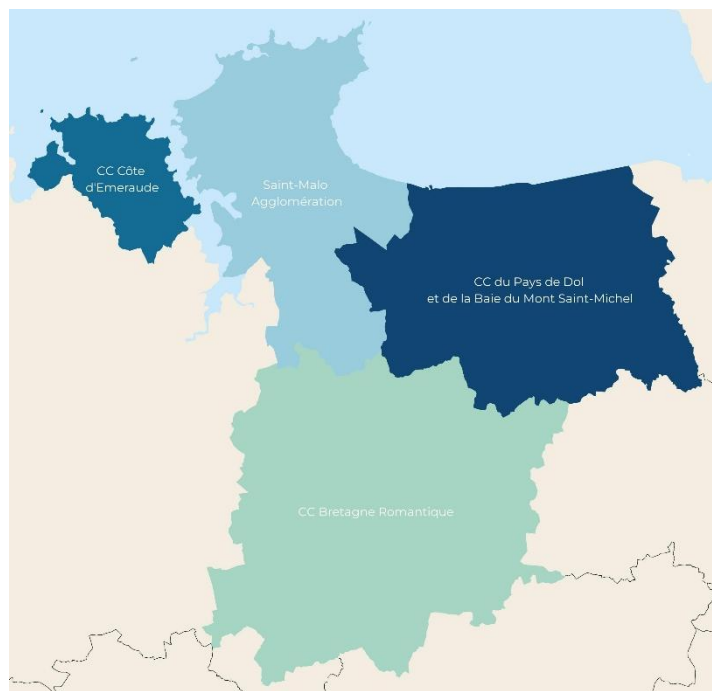 CC Côte
d'Emeraude
Saint-Malo
Agglomération
CC du Pays de Dol
et de la Baie du Mont Saint-Michel
CC Bretagne Romantique